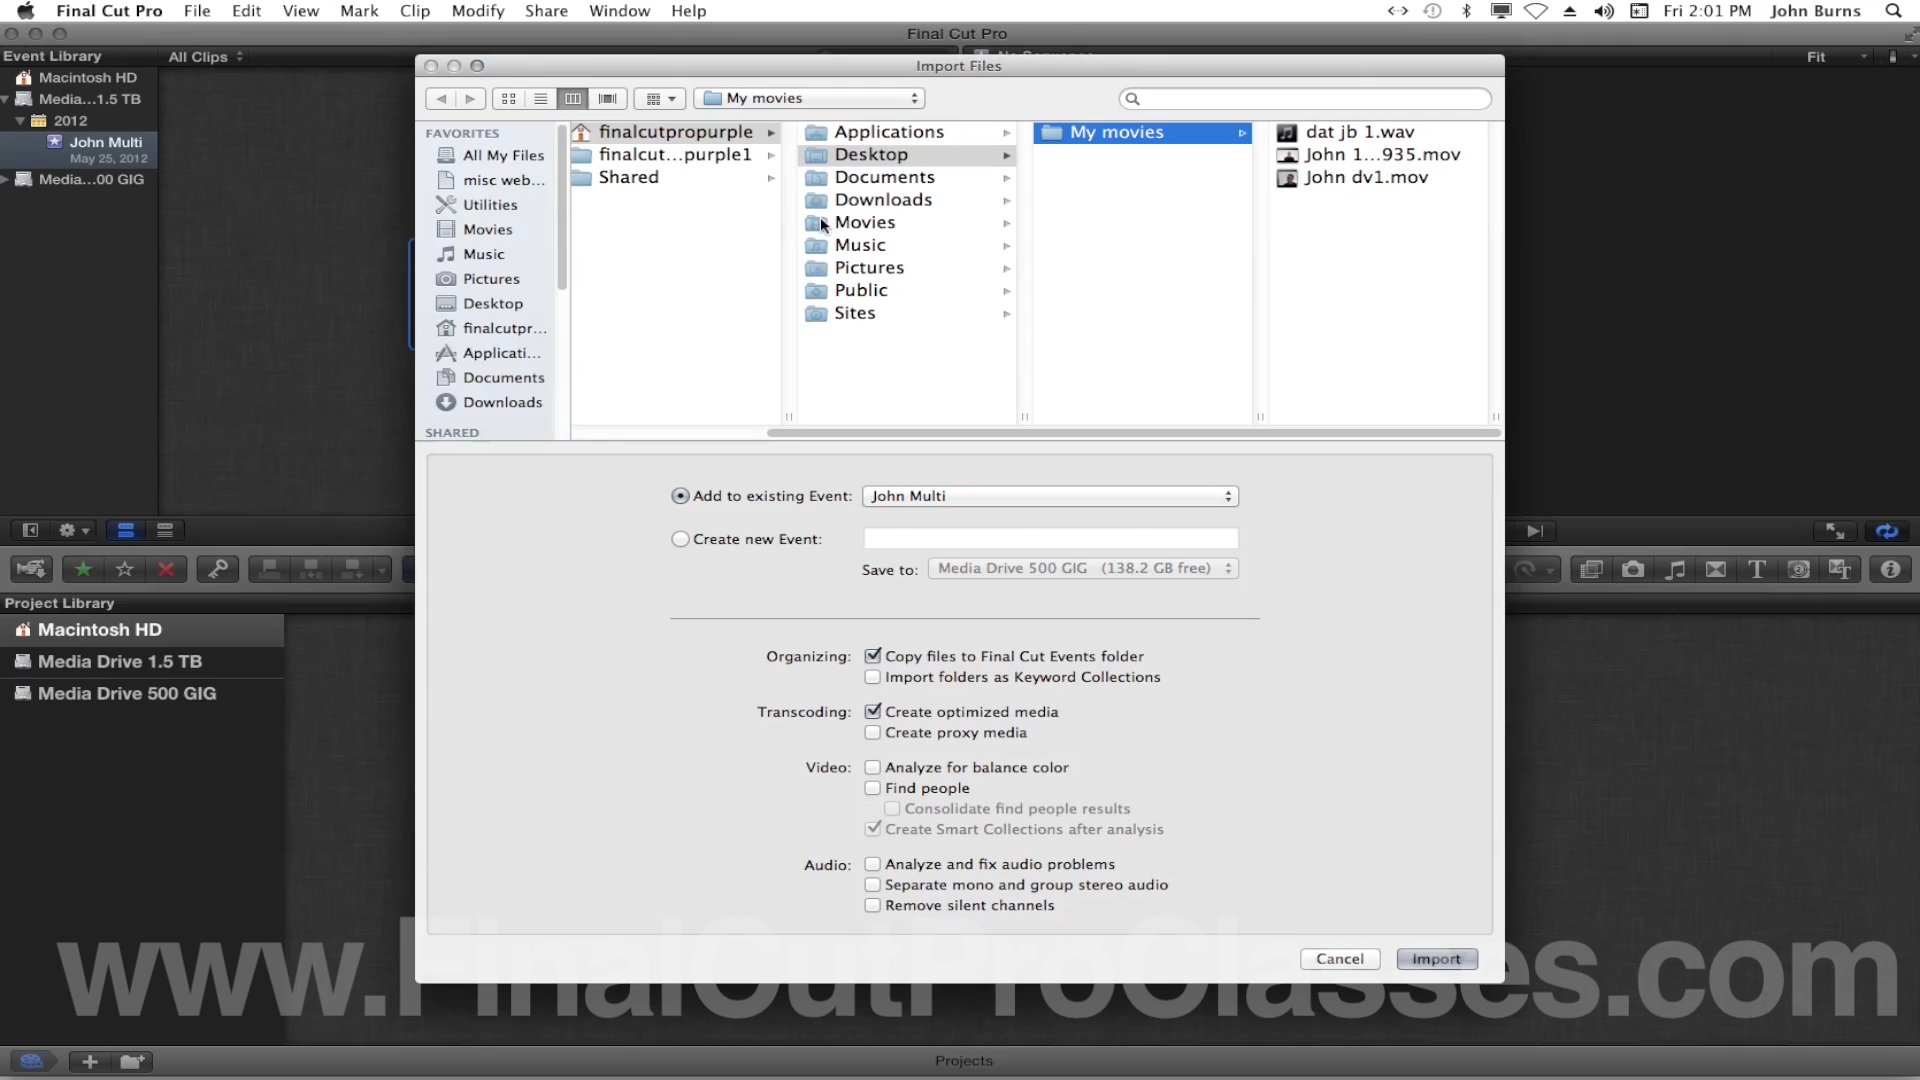 Final Cut Pro File Edit View Mark Clip Modify Share Window Help Fri 2:01 PM John Burns
Final Cut Pro
Event Library All Clips Fit
Import Files
Macintosh HD
Media...1.5 TB
2012
John Multi
May 25, 2012
Media...00 GIG
My movies
FAVORITES
All My Files
misc web...
Utilities
Movies
Music
Pictures
Desktop
finalcutpr...
Applicati...
Documents
Downloads
SHARED
finalcutpropurple
finalcut...purple1
Shared
Applications
Desktop
Documents
Downloads
Movies
Music
Pictures
Public
Sites
My movies
dat jb 1.wav
John 1...935.mov
John dv1.mov
Add to existing Event: John Multi
Create new Event:
Save to: Media Drive 500 GIG (138.2 GB free)
Organizing: Copy files to Final Cut Events folder
Import folders as Keyword Collections
Transcoding: Create optimized media
Create proxy media
Video: Analyze for balance color
Find people
Consolidate find people results
Create Smart Collections after analysis
Audio: Analyze and fix audio problems
Separate mono and group stereo audio
Remove silent channels
Cancel Import
Project Library
Macintosh HD
Media Drive 1.5 TB
Media Drive 500 GIG
www.FinalCutProClasses.com
Projects